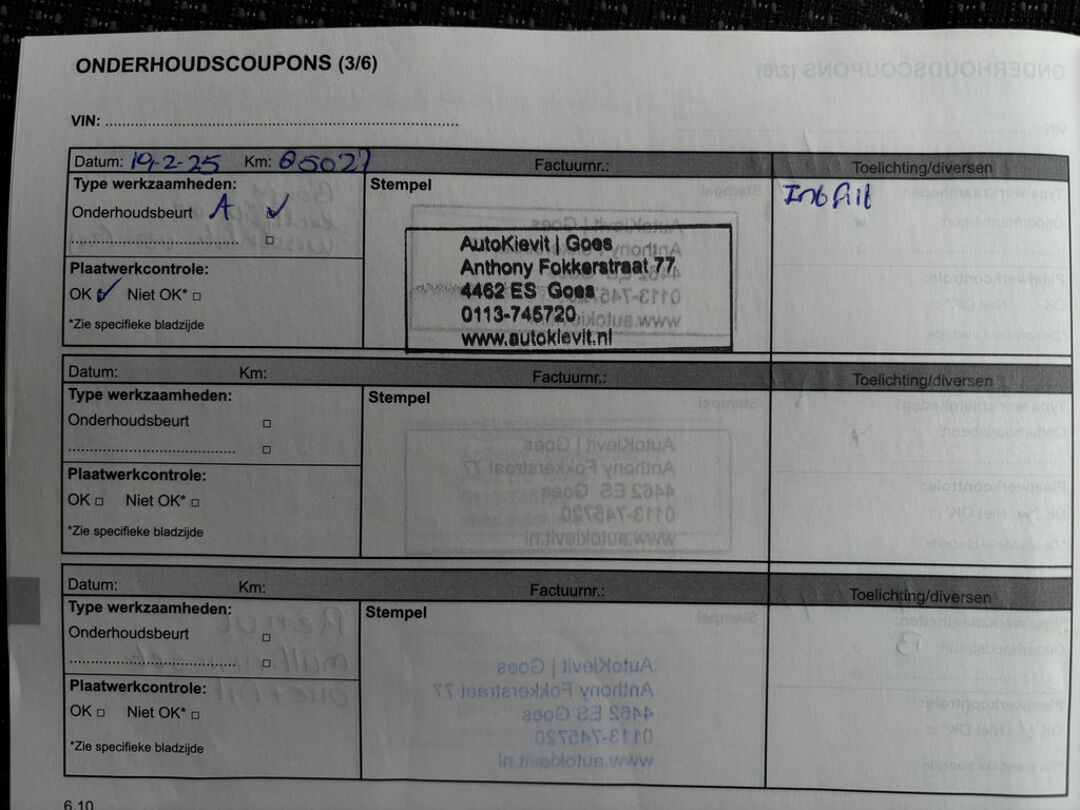 ONDERHOUDSCOUPONS (3/6)
VIN: ..........
Datum: 19-2-25 Km: 85027 Factuurnr.: Toelichting/diversen
Type werkzaamheden: Stempel
Onderhoudsbeurt A
AutoKievit | Goes
Anthony Fokkerstraat 77
4462 ES Goes
0113-745720
www.autokievit.nl
Plaatwerkcontrole:
OK Niet OK*
*Zie specifieke bladzijde
Datum: Km: Factuurnr.: Toelichting/diversen
Type werkzaamheden: Stempel
Onderhoudsbeurt
Plaatwerkcontrole:
OK Niet OK*
*Zie specifieke bladzijde
Datum: Km: Factuurnr.: Toelichting/diversen
Type werkzaamheden: Stempel
Onderhoudsbeurt
Plaatwerkcontrole:
OK Niet OK*
*Zie specifieke bladzijde
6.10